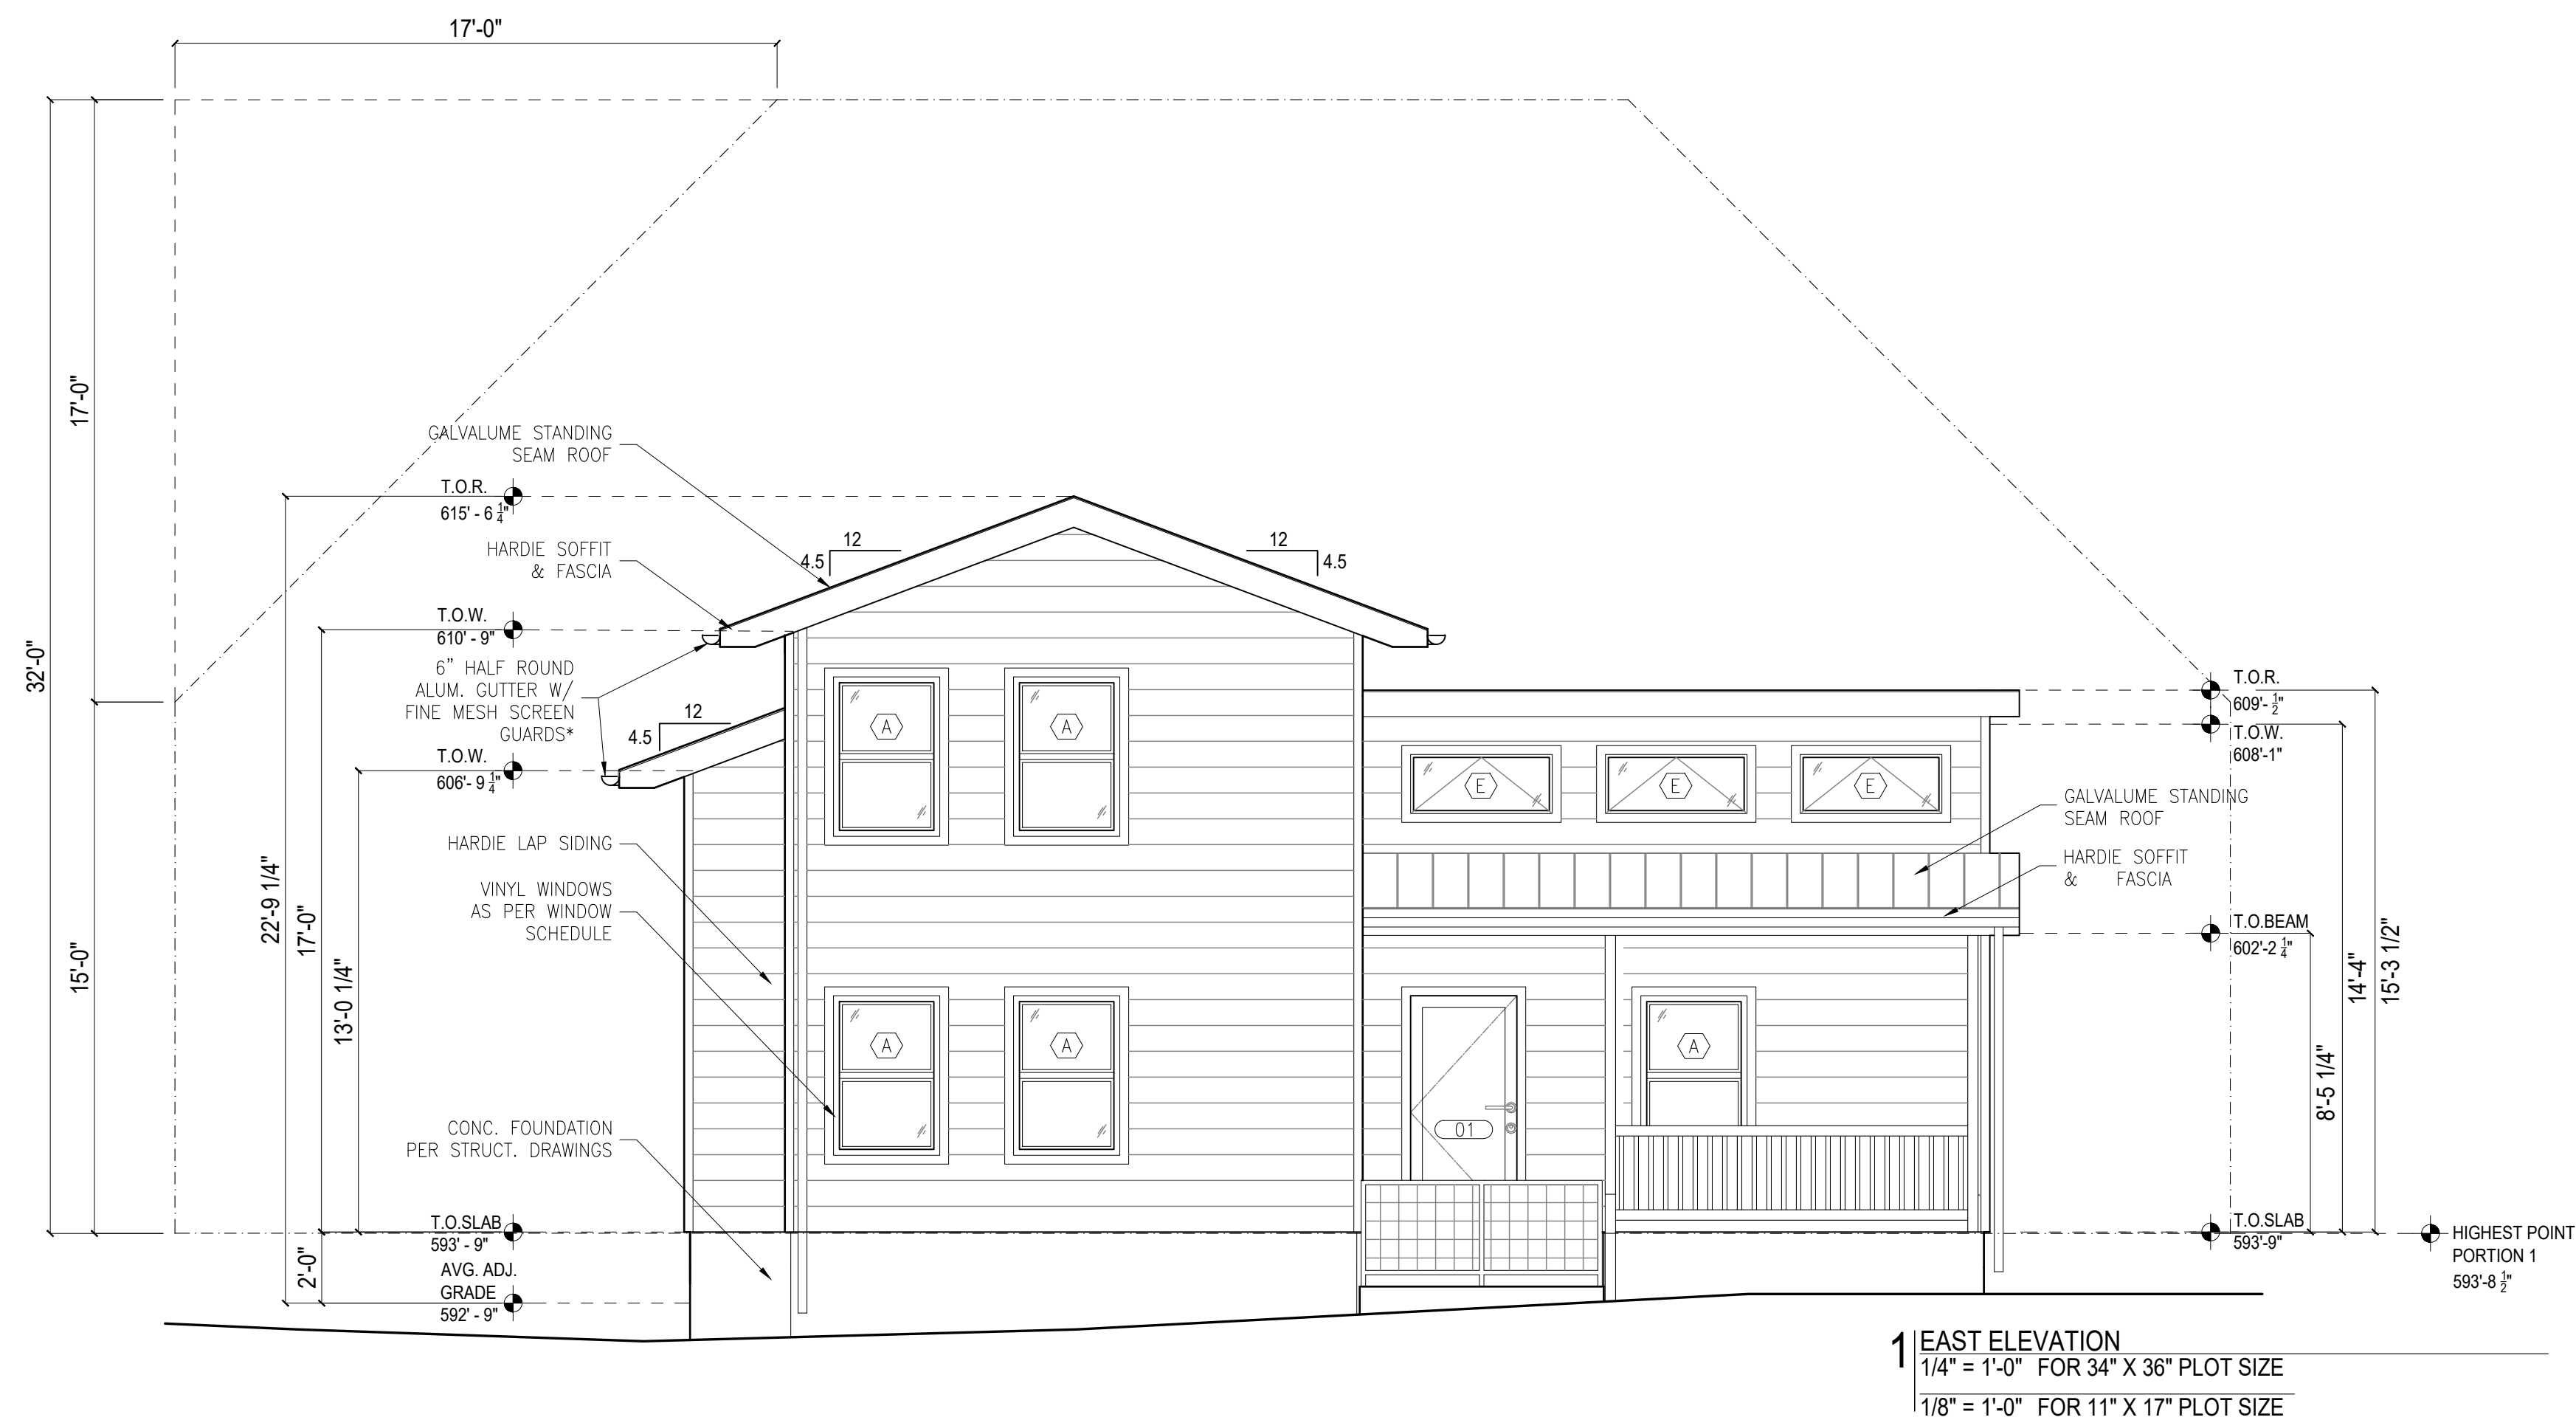 17'-0"
32'-0"
17'-0"
15'-0"
GALVALUME STANDING
SEAM ROOF
T.O.R.
615' - 6 1/4"
HARDIE SOFFIT
& FASCIA
12
4.5
12
4.5
T.O.W.
610' - 9"
6" HALF ROUND
ALUM. GUTTER W/
FINE MESH SCREEN
GUARDS*
12
4.5
T.O.W.
606'- 9 1/4"
HARDIE LAP SIDING
VINYL WINDOWS
AS PER WINDOW
SCHEDULE
22'-9 1/4"
17'-0"
13'-0 1/4"
2'-0"
CONC. FOUNDATION
PER STRUCT. DRAWINGS
T.O.SLAB
593' - 9"
AVG. ADJ.
GRADE
592' - 9"
A
A
A
A
E
E
E
A
01
T.O.R.
609'- 1/2"
T.O.W.
608'-1"
GALVALUME STANDING
SEAM ROOF
HARDIE SOFFIT
& FASCIA
T.O.BEAM
602'-2 1/4"
8'-5 1/4"
14'-4"
15'-3 1/2"
T.O.SLAB
593'-9"
HIGHEST POINT
PORTION 1
593'-8 1/2"
1
EAST ELEVATION
1/4" = 1'-0" FOR 34" X 36" PLOT SIZE
1/8" = 1'-0" FOR 11" X 17" PLOT SIZE